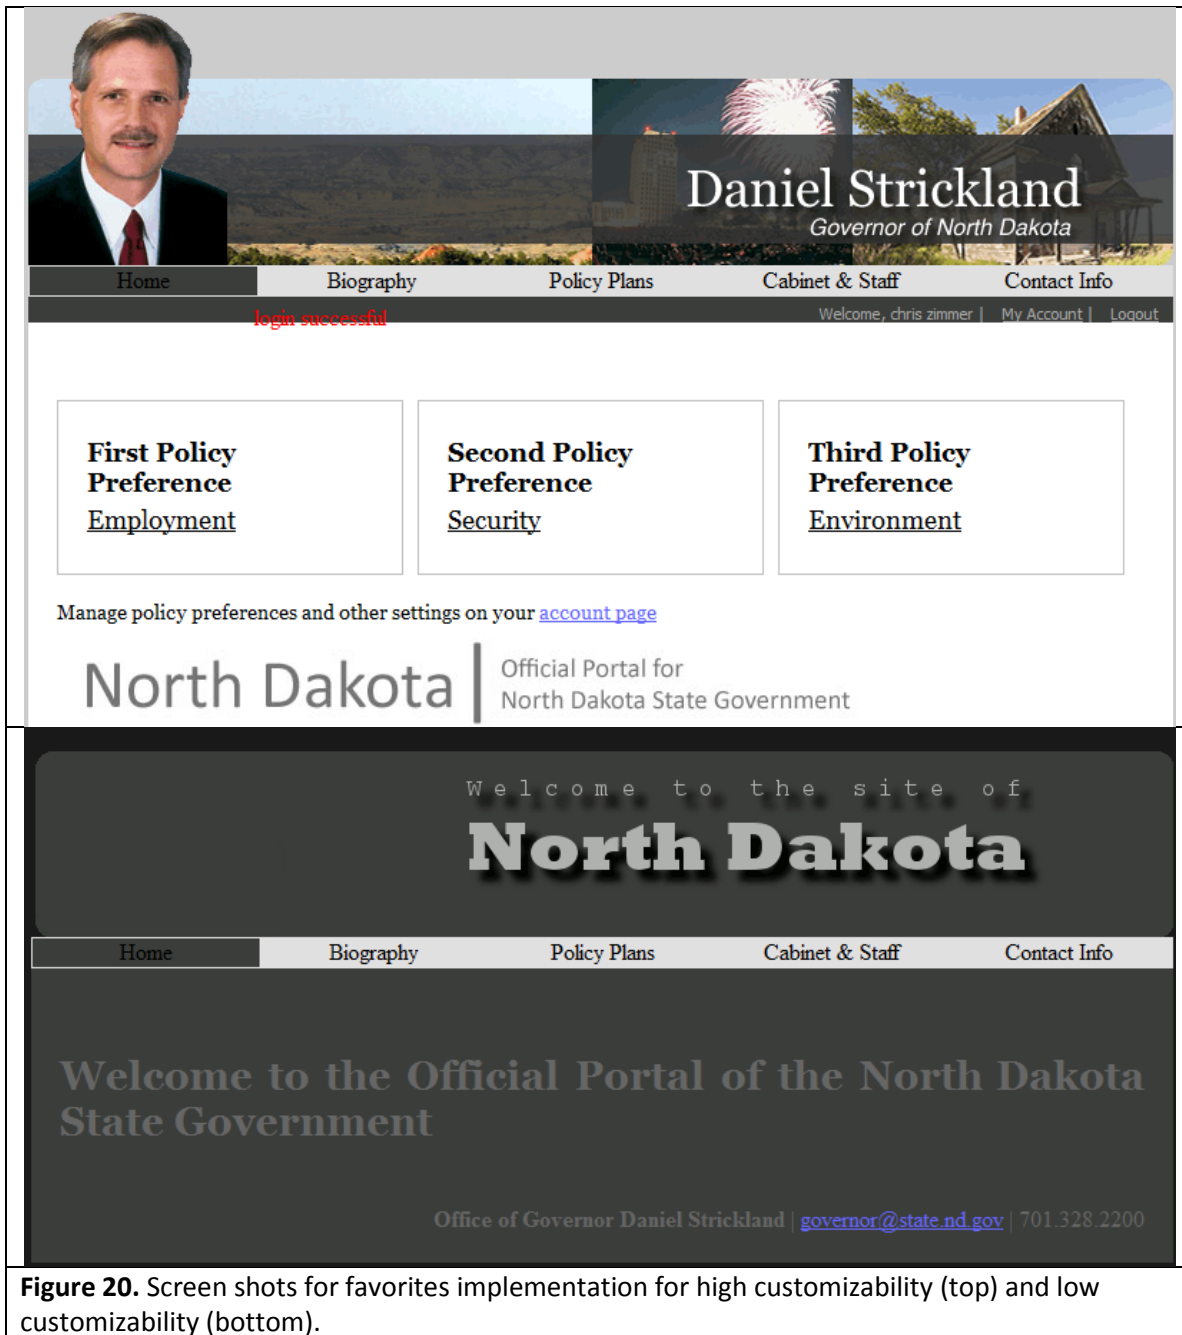 Daniel Strickland
Governor of North Dakota
Home Biography Policy Plans Cabinet & Staff Contact Info
login successful Welcome, chris zimmer | My Account | Logout
First Policy
Preference
Employment
Second Policy
Preference
Security
Third Policy
Preference
Environment
Manage policy preferences and other settings on your account page
North Dakota
Official Portal for
North Dakota State Government
Welcome to the site of
North Dakota
Home Biography Policy Plans Cabinet & Staff Contact Info
Welcome to the Official Portal of the North Dakota
State Government
Office of Governor Daniel Strickland | governor@state.nd.gov | 701.328.2200
Figure 20. Screen shots for favorites implementation for high customizability (top) and low
customizability (bottom).